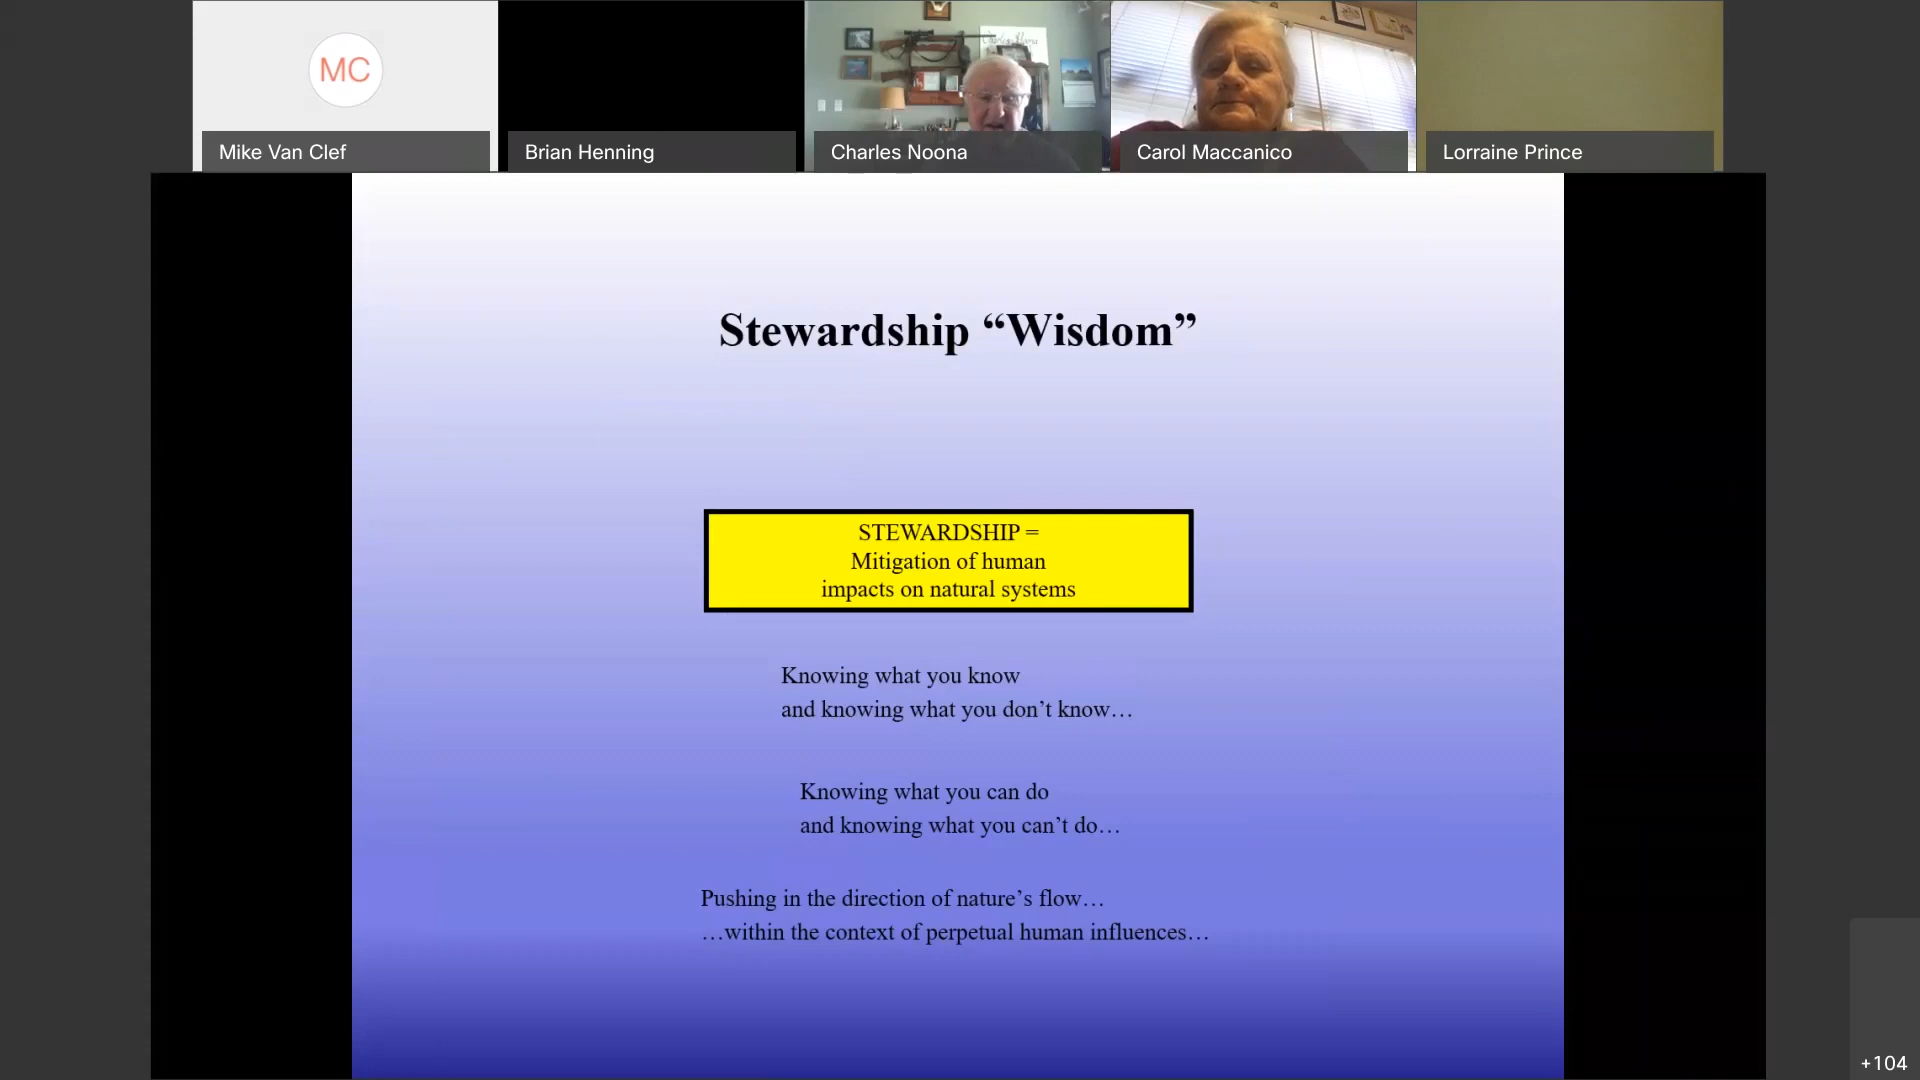 MC
Mike Van Clef
Brian Henning
Charles Noona
Carol Maccanico
Lorraine Prince
Stewardship “Wisdom”
STEWARDSHIP =
Mitigation of human
impacts on natural systems
Knowing what you know
and knowing what you don’t know…
Knowing what you can do
and knowing what you can’t do…
Pushing in the direction of nature’s flow…
…within the context of perpetual human influences…
+104